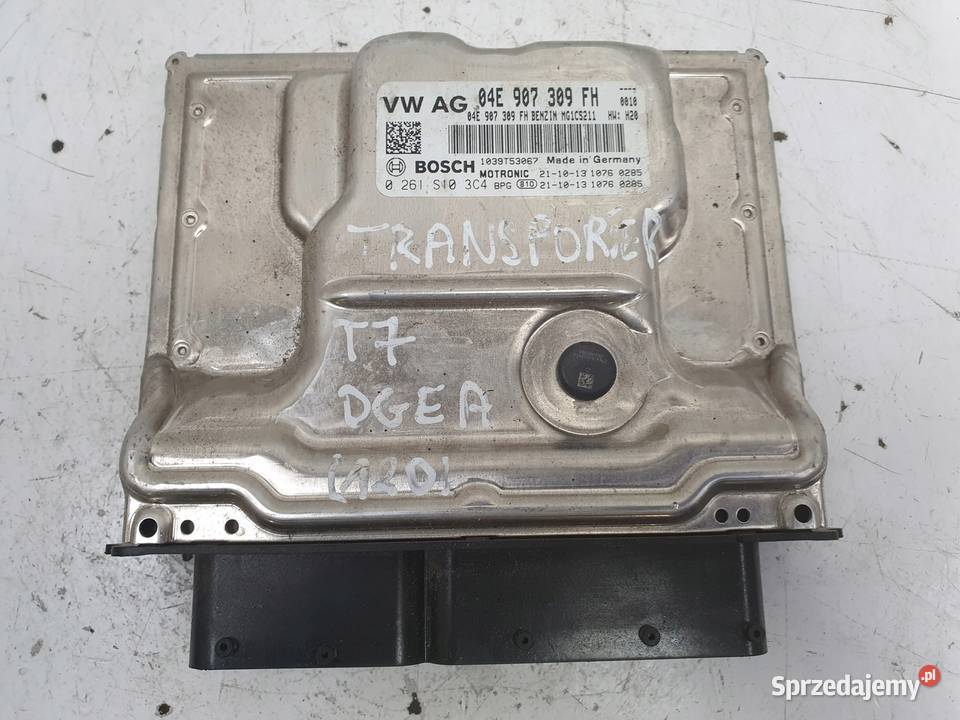 VW AG 04E 907 309 FH ----
0010
04E 907 309 FH BENZIN MG1CS211 HW: H20
BOSCH 1039T53067 Made in Germany
MOTRONIC 21-10-13 1076 0285
0 261 S10 3C4 BPG 810 21-10-13 1076 0285
TRANSPORTER
T7
DGEA
(120)
Sprzedajemy.pl